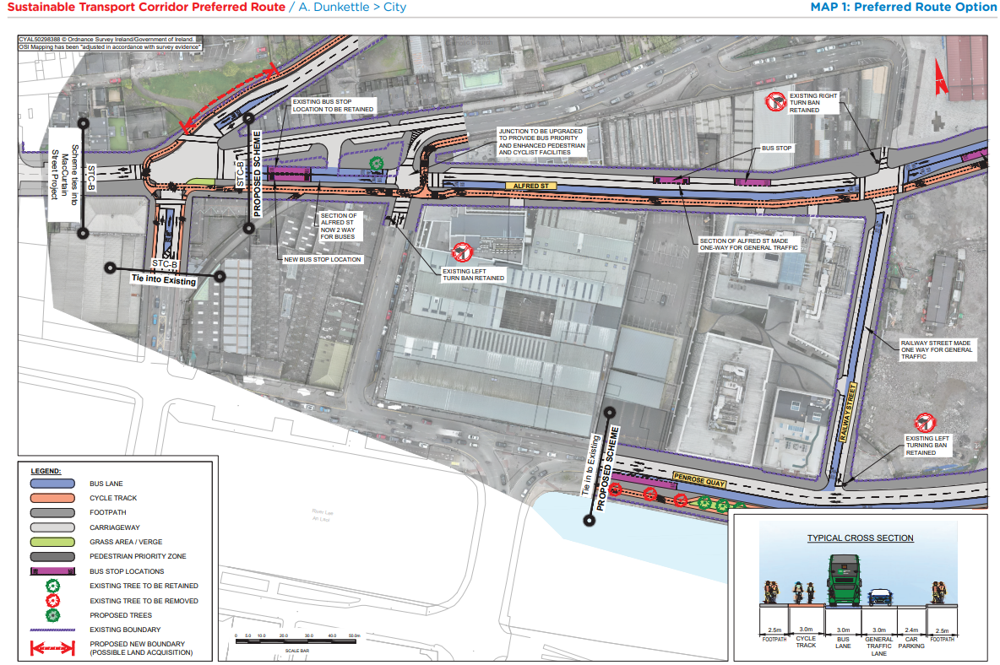 Sustainable Transport Corridor Preferred Route / A. Dunkettle > City
MAP 1: Preferred Route Option
CYAL50298388 © Ordnance Survey Ireland/Government of Ireland.
OSI Mapping has been "adjusted in accordance with survey evidence"
EXISTING BUS STOP
LOCATION TO BE RETAINED
EXISTING RIGHT
TURN BAN
RETAINED
JUNCTION TO BE UPGRADED
TO PROVIDE BUS PRIORITY
AND ENHANCED PEDESTRIAN
AND CYCLIST FACILITIES
BUS STOP
N
STC-B
Scheme ties into
MacCurtain
Street Project
STC-B
PROPOSED SCHEME
ALFRED ST
SECTION OF
ALFRED ST
NOW 2 WAY
FOR BUSES
SECTION OF ALFRED ST MADE
ONE-WAY FOR GENERAL TRAFFIC
NEW BUS STOP LOCATION
STC-B
Tie into Existing
EXISTING LEFT
TURN BAN RETAINED
RAILWAY STREET MADE
ONE WAY FOR GENERAL
TRAFFIC
RAILWAY STREET
EXISTING LEFT
TURNING BAN
RETAINED
Tie in to Existing
PROPOSED SCHEME
PENROSE QUAY
River Lee
An Laoi
LEGEND:
BUS LANE
CYCLE TRACK
FOOTPATH
CARRIAGEWAY
GRASS AREA / VERGE
PEDESTRIAN PRIORITY ZONE
BUS STOP LOCATIONS
EXISTING TREE TO BE RETAINED
EXISTING TREE TO BE REMOVED
PROPOSED TREES
EXISTING BOUNDARY
PROPOSED NEW BOUNDARY
(POSSIBLE LAND ACQUISITION)
0 5.0 10.0 20.0 30.0 40.0 50.0m
SCALE BAR
TYPICAL CROSS SECTION
2.5m 3.0m 3.0m 3.0m 2.4m 2.5m
FOOTPATH
CYCLE
TRACK
BUS
LANE
GENERAL
TRAFFIC
LANE
CAR
PARKING
FOOTPATH